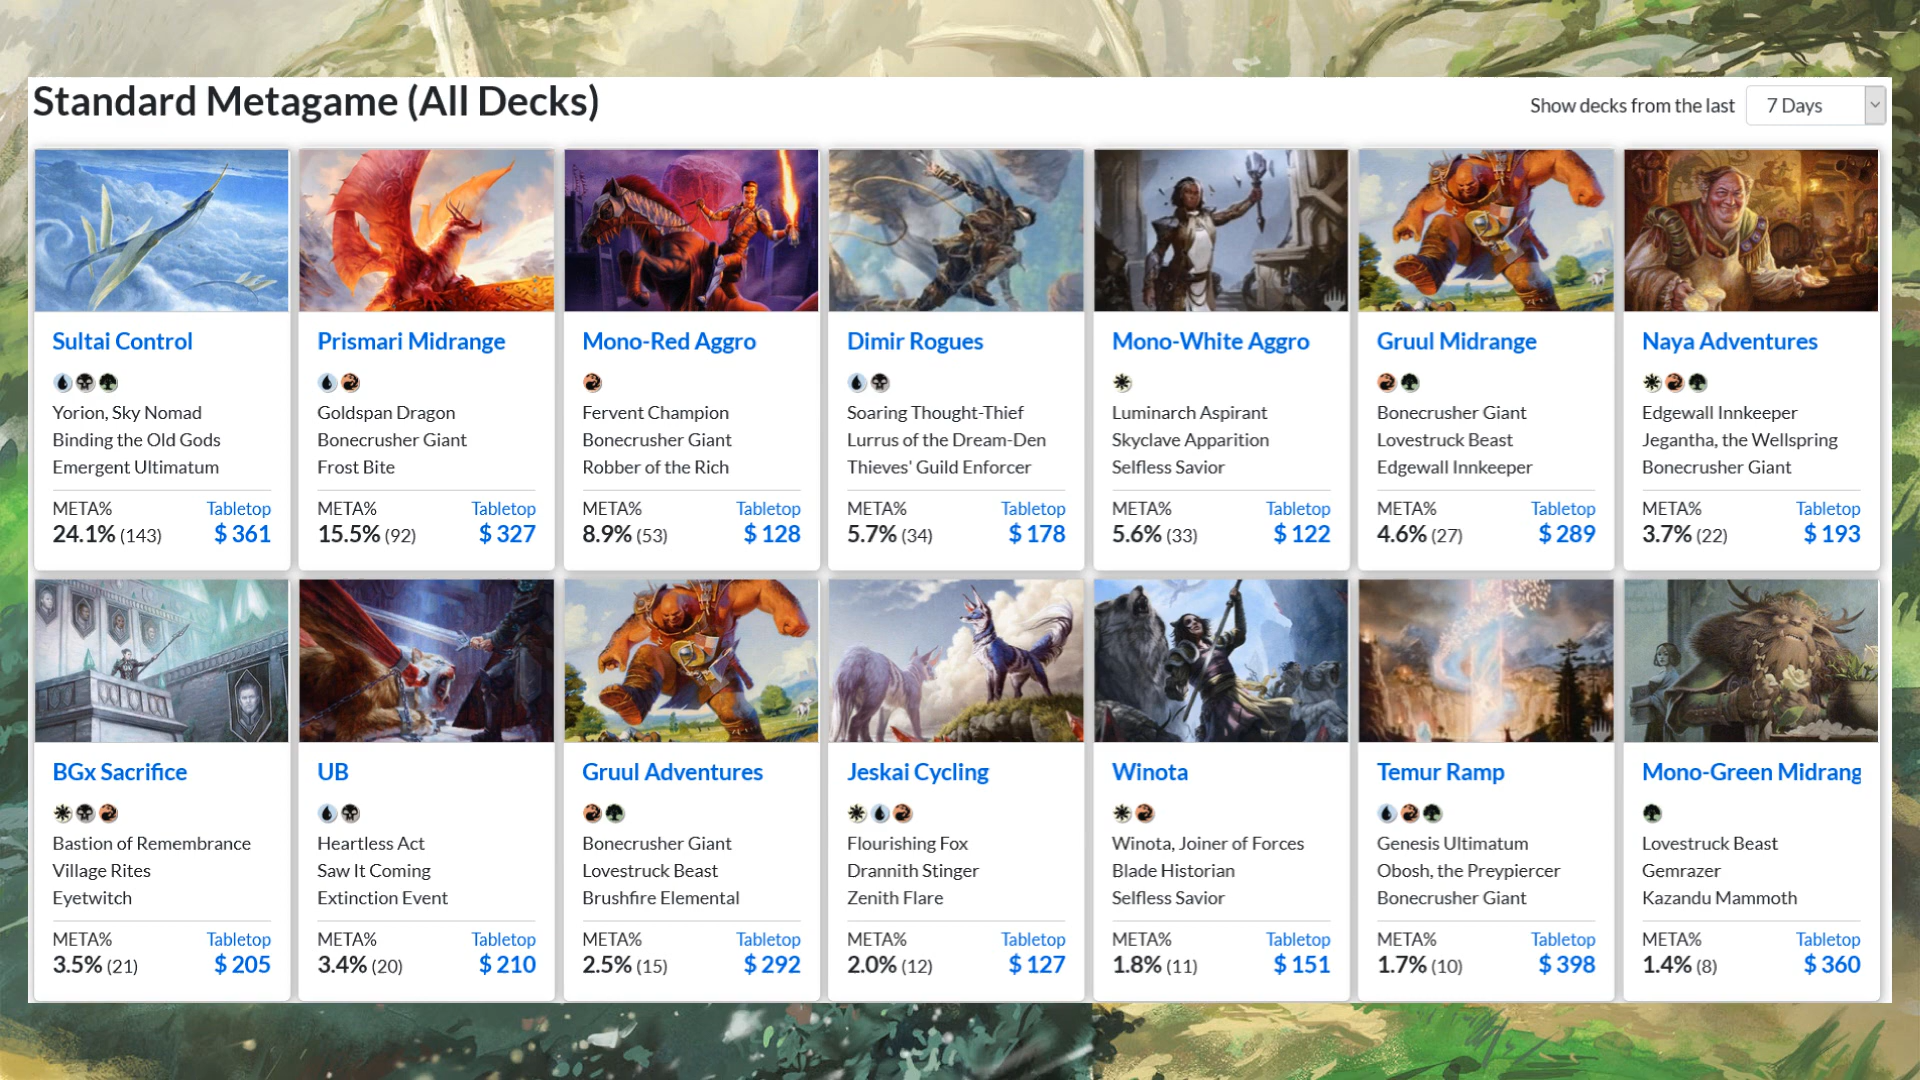 Standard Metagame (All Decks)
Show decks from the last 7 Days
Sultai Control
Yorion, Sky Nomad
Binding the Old Gods
Emergent Ultimatum
META% Tabletop
24.1% (143) $ 361
Prismari Midrange
Goldspan Dragon
Bonecrusher Giant
Frost Bite
META% Tabletop
15.5% (92) $ 327
Mono-Red Aggro
Fervent Champion
Bonecrusher Giant
Robber of the Rich
META% Tabletop
8.9% (53) $ 128
Dimir Rogues
Soaring Thought-Thief
Lurrus of the Dream-Den
Thieves' Guild Enforcer
META% Tabletop
5.7% (34) $ 178
Mono-White Aggro
Luminarch Aspirant
Skyclave Apparition
Selfless Savior
META% Tabletop
5.6% (33) $ 122
Gruul Midrange
Bonecrusher Giant
Lovestruck Beast
Edgewall Innkeeper
META% Tabletop
4.6% (27) $ 289
Naya Adventures
Edgewall Innkeeper
Jegantha, the Wellspring
Bonecrusher Giant
META% Tabletop
3.7% (22) $ 193
BGx Sacrifice
Bastion of Remembrance
Village Rites
Eyetwitch
META% Tabletop
3.5% (21) $ 205
UB
Heartless Act
Saw It Coming
Extinction Event
META% Tabletop
3.4% (20) $ 210
Gruul Adventures
Bonecrusher Giant
Lovestruck Beast
Brushfire Elemental
META% Tabletop
2.5% (15) $ 292
Jeskai Cycling
Flourishing Fox
Drannith Stinger
Zenith Flare
META% Tabletop
2.0% (12) $ 127
Winota
Winota, Joiner of Forces
Blade Historian
Selfless Savior
META% Tabletop
1.8% (11) $ 151
Temur Ramp
Genesis Ultimatum
Obosh, the Preypiercer
Bonecrusher Giant
META% Tabletop
1.7% (10) $ 398
Mono-Green Midrang
Lovestruck Beast
Gemrazer
Kazandu Mammoth
META% Tabletop
1.4% (8) $ 360